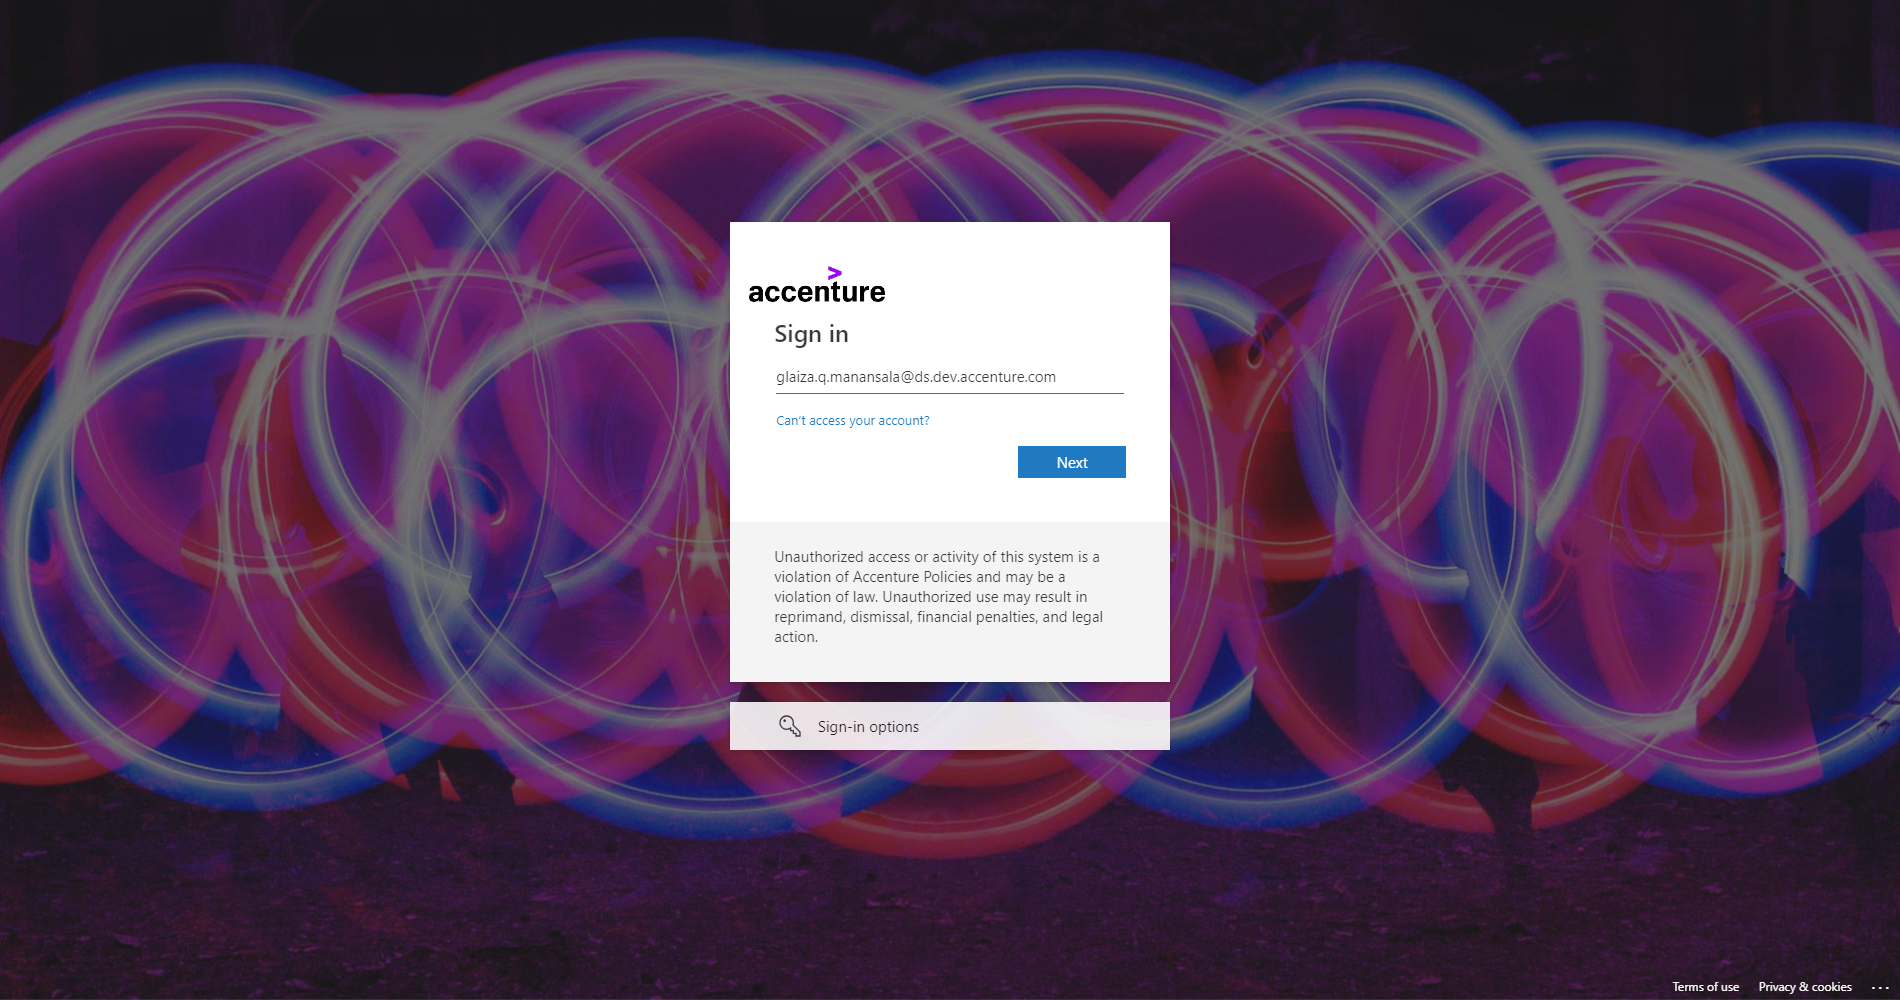 >
accenture
Sign in
glaiza.q.manansala@ds.dev.accenture.com
Can't access your account?
Next
Unauthorized access or activity of this system is a
violation of Accenture Policies and may be a
violation of law. Unauthorized use may result in
reprimand, dismissal, financial penalties, and legal
action.
Sign-in options
Terms of use Privacy & cookies ...